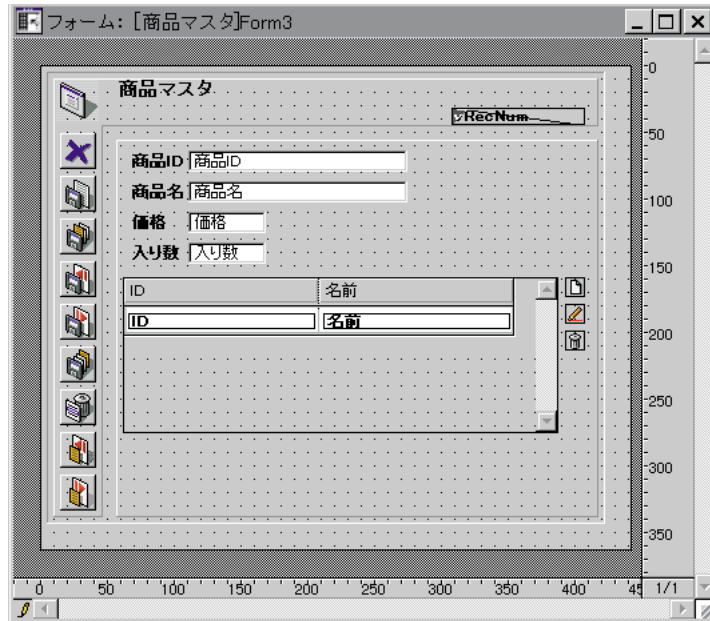 フォーム: [商品マスタ]Form3
商品マスタ
vRecNum
商品ID 商品ID
商品名 商品名
価格 価格
入り数 入り数
ID 名前
ID 名前
0
50
100
150
200
250
300
350
0 50 100 150 200 250 300 350 400 45 1/1